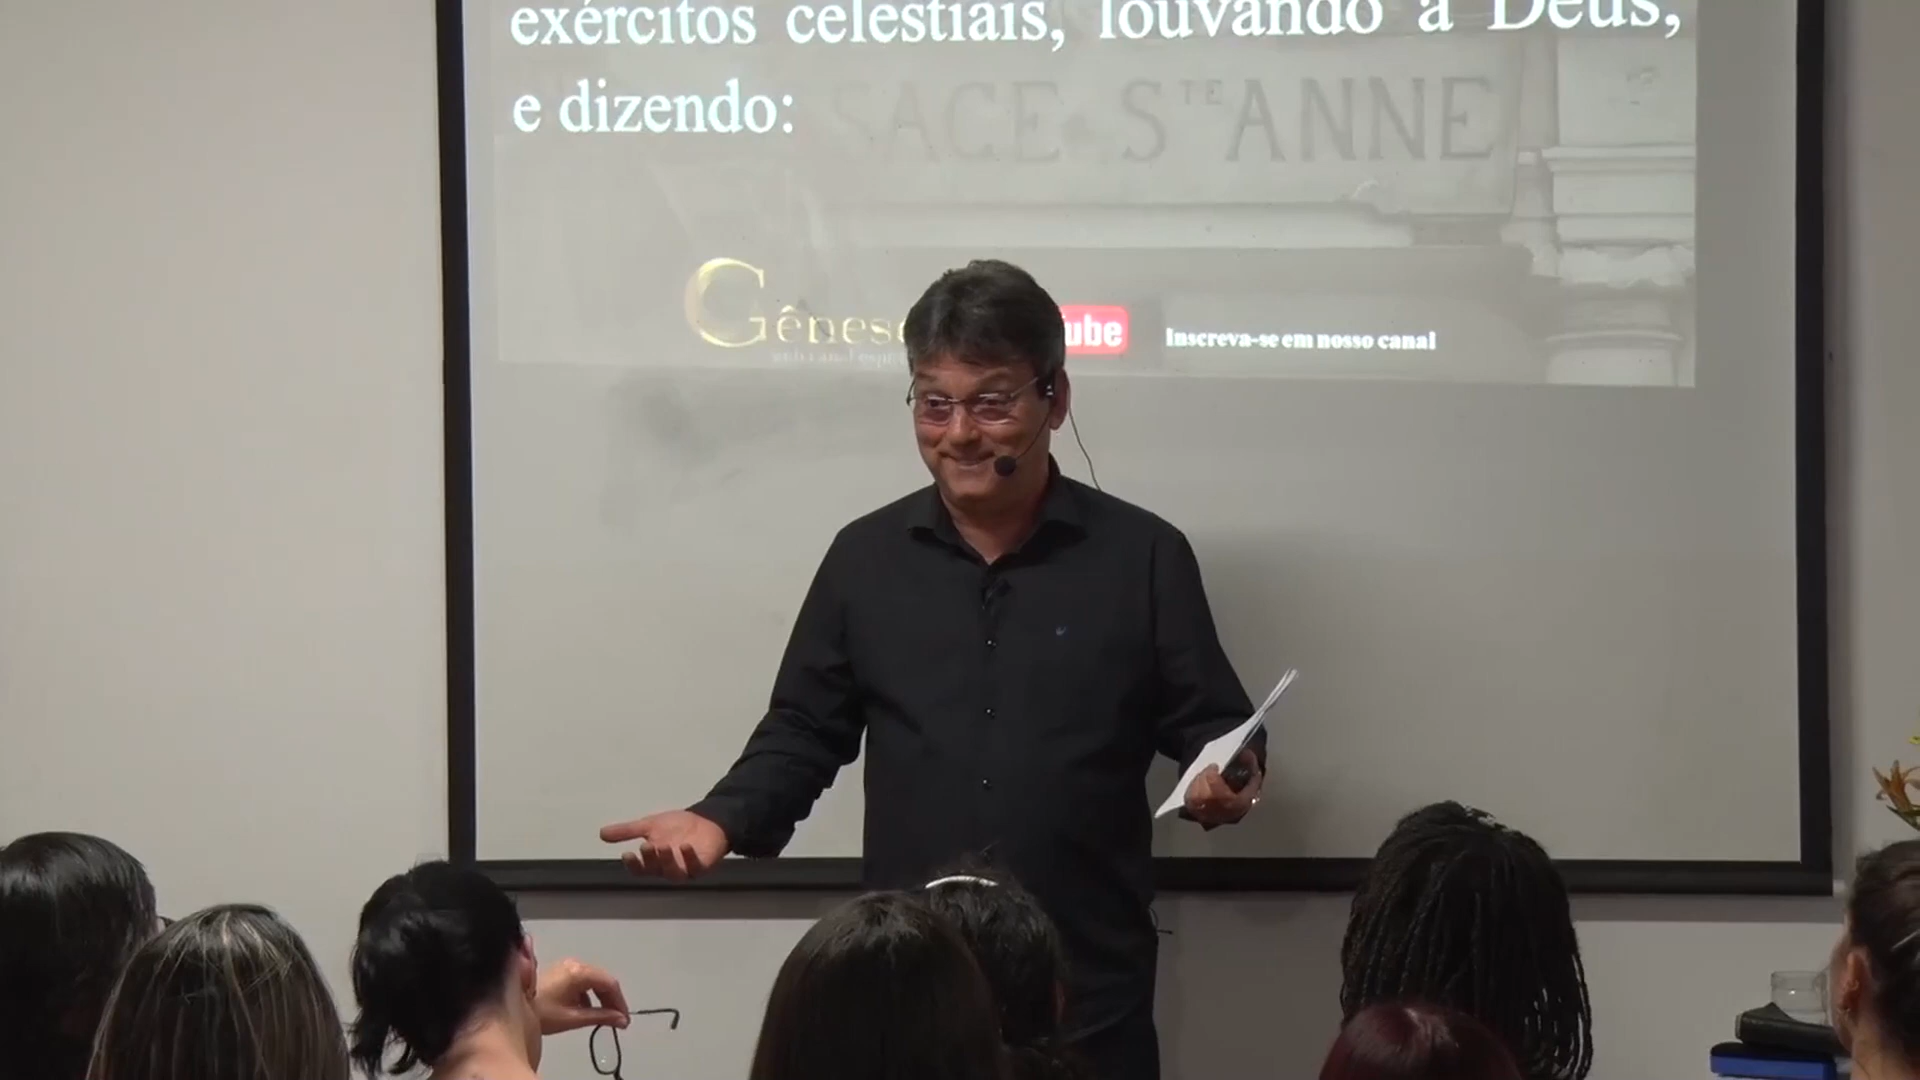 exércitos celestiais, louvando a Deus,
e dizendo:
SACE STE ANNE
Gênese
ube
Inscreva-se em nosso canal